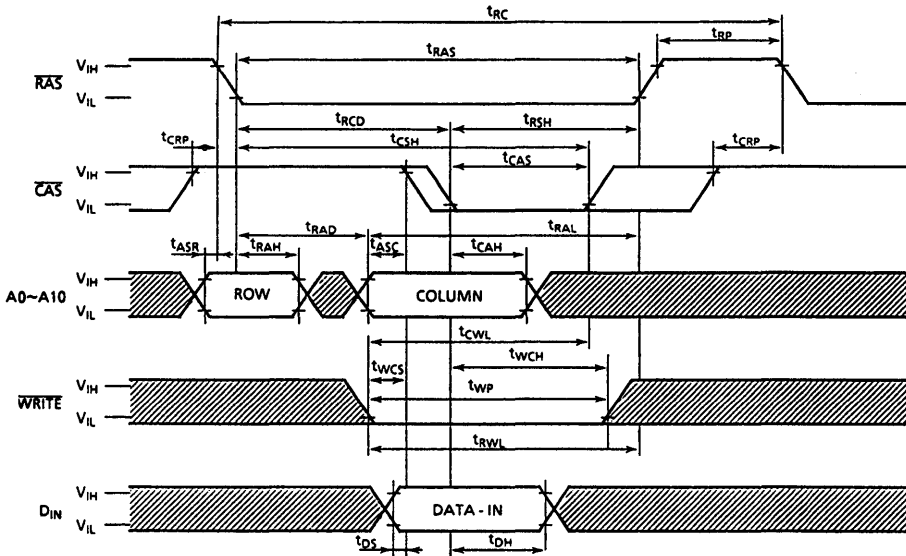 tRC
tRP
tRAS
RAS VIH
VIL
tRCD tRSH
tCRP tCSH tCRP
tCAS
CAS VIH
VIL
tRAD tRAL
tASR tRAH tASC tCAH
A0~A10 VIH
VIL
ROW COLUMN
tCWL
tWCH
tWCS
tWP
WRITE VIH
VIL
tRWL
DIN VIH
VIL
DATA - IN
tDS tDH